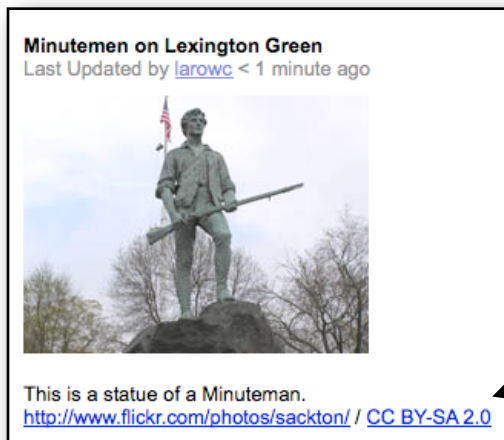 Minutemen on Lexington Green
Last Updated by larowc < 1 minute ago
This is a statue of a Minuteman.
http://www.flickr.com/photos/sackton/ / CC BY-SA 2.0